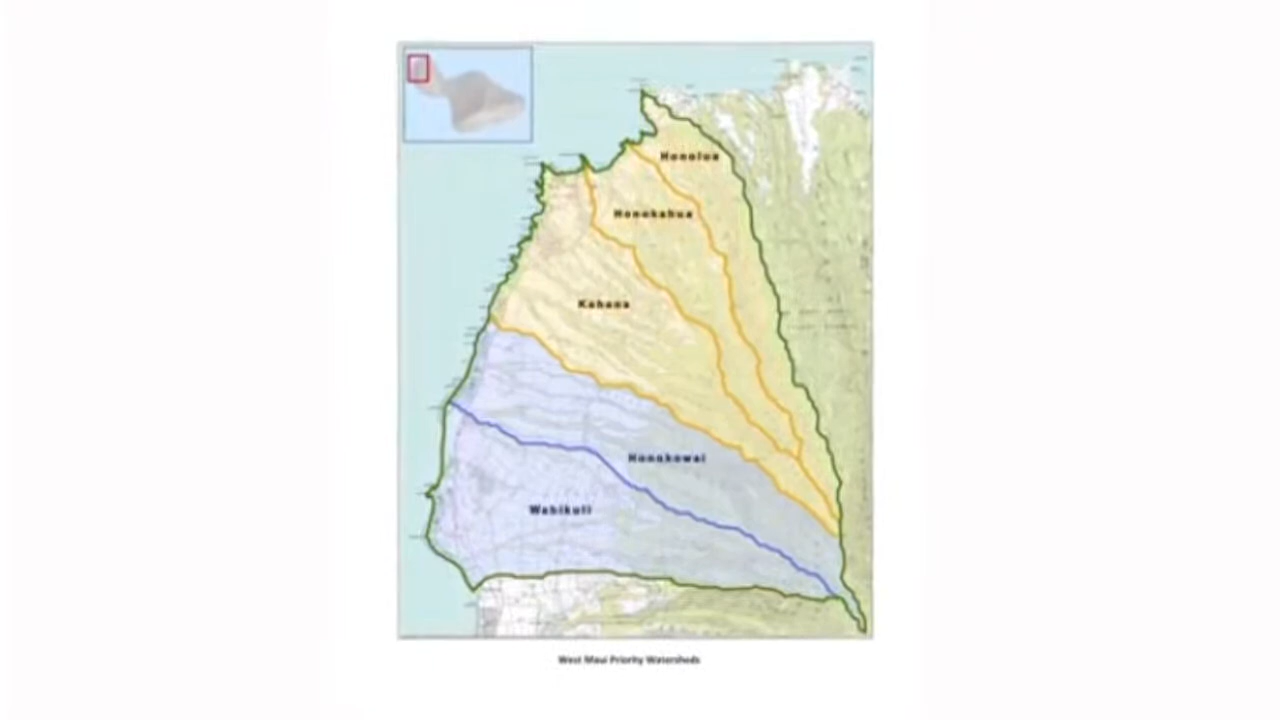 Honolua
Honokahua
Kahana
Honokowai
Wahikuli
West Maui Priority Watersheds